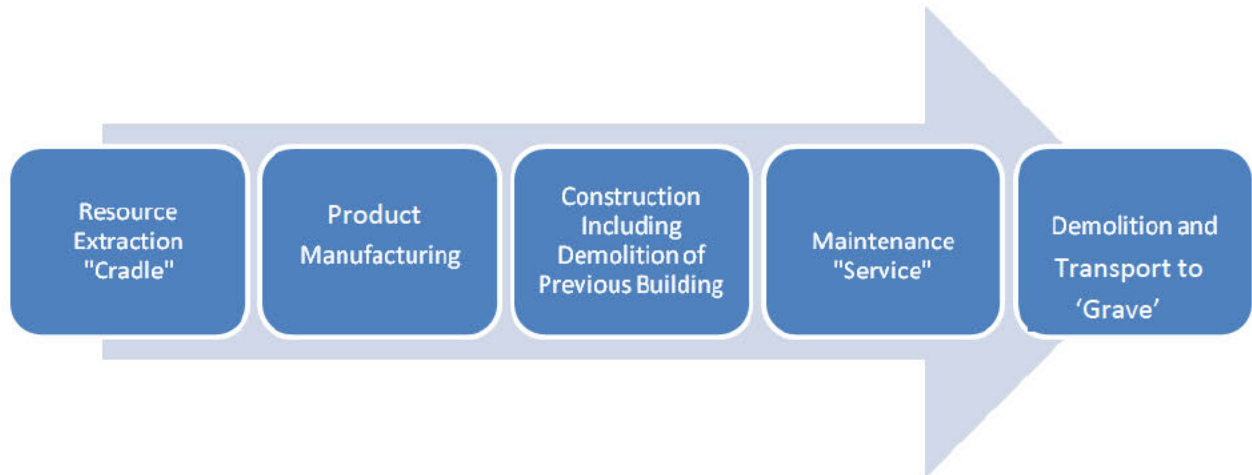 Resource
Extraction
"Cradle"
Product
Manufacturing
Construction
Including
Demolition of
Previous Building
Maintenance
"Service"
Demolition and
Transport to
‘Grave’